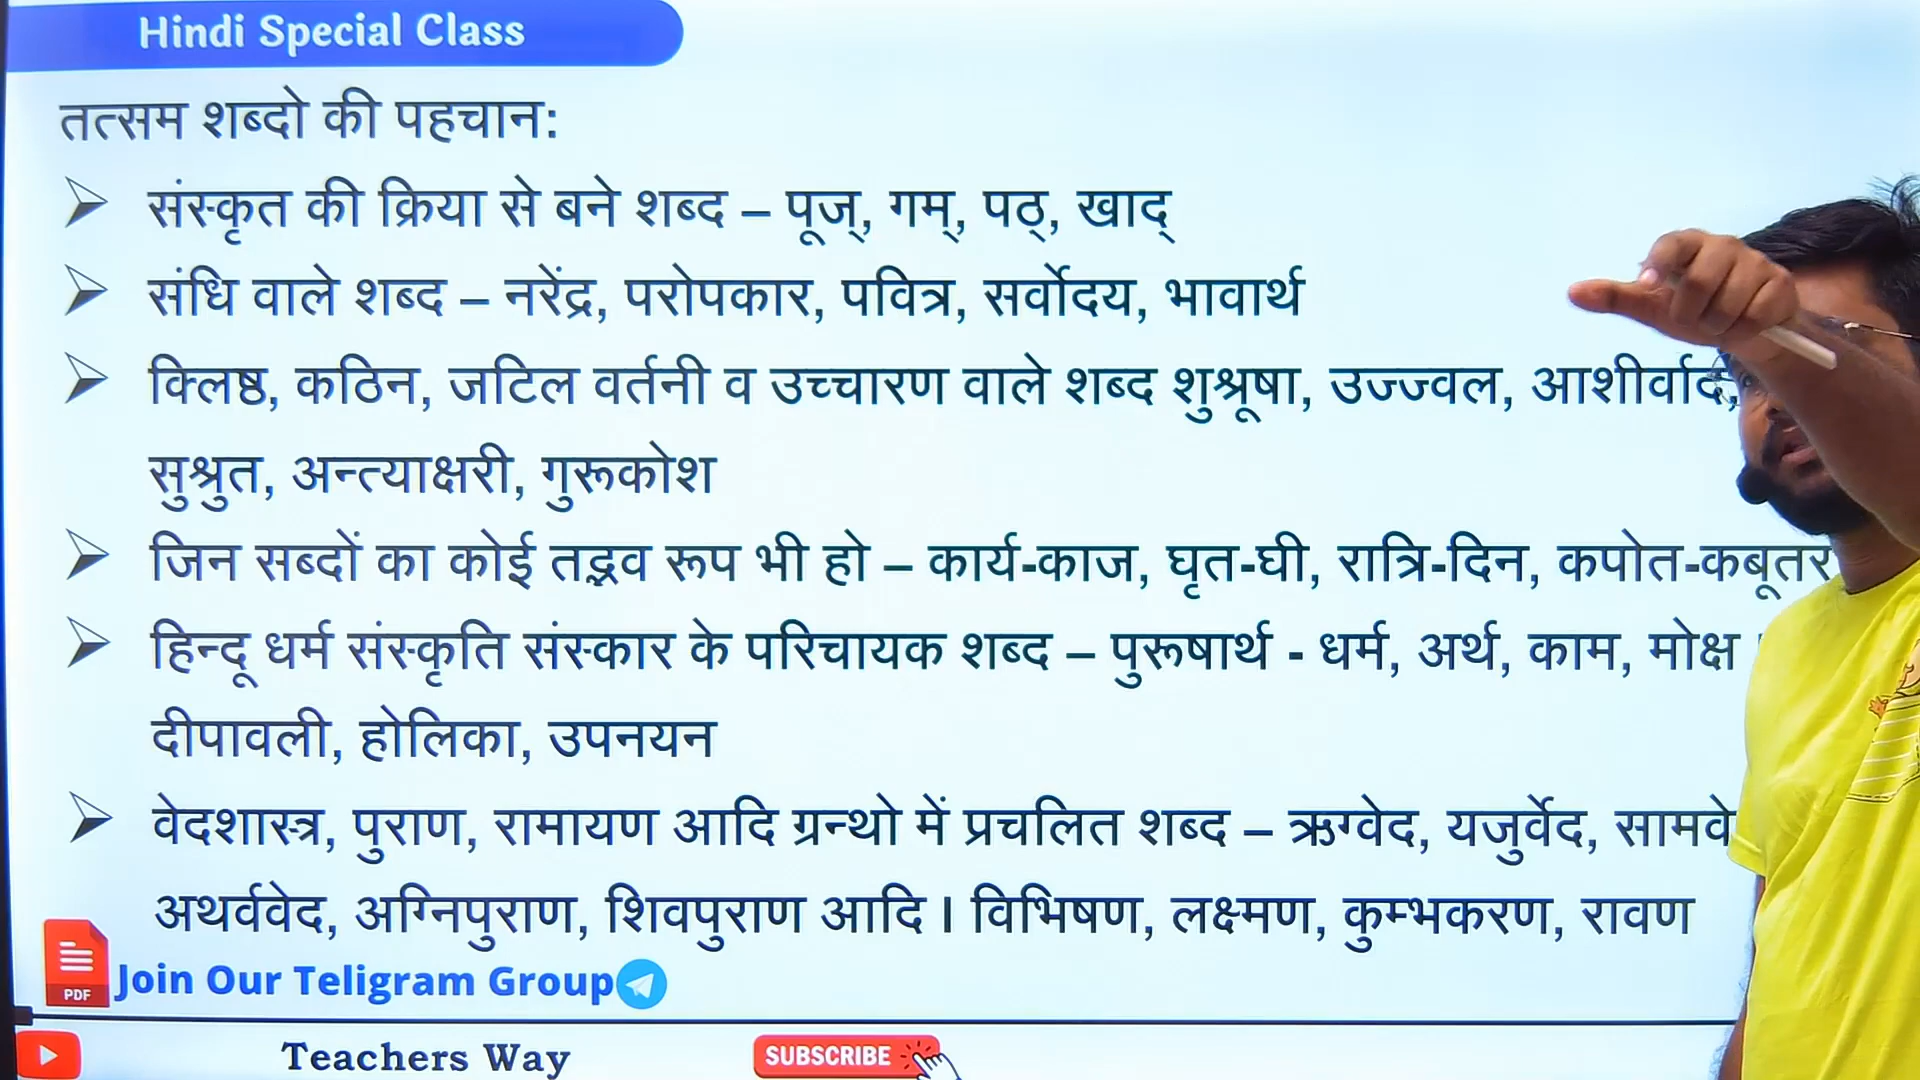 Hindi Special Class
तत्सम शब्दो की पहचान:
➢ संस्कृत की क्रिया से बने शब्द – पूज्, गम्, पठ्, खाद्
➢ संधि वाले शब्द – नरेंद्र, परोपकार, पवित्र, सर्वोदय, भावार्थ
➢ क्लिष्ठ, कठिन, जटिल वर्तनी व उच्चारण वाले शब्द शुश्रूषा, उज्ज्वल, आशीर्वाद,
सुश्रुत, अन्त्याक्षरी, गुरूकोश
➢ जिन सब्दों का कोई तद्भव रूप भी हो – कार्य-काज, घृत-घी, रात्रि-दिन, कपोत-कबूतर
➢ हिन्दू धर्म संस्कृति संस्कार के परिचायक शब्द – पुरूषार्थ - धर्म, अर्थ, काम, मोक्ष
दीपावली, होलिका, उपनयन
➢ वेदशास्त्र, पुराण, रामायण आदि ग्रन्थो में प्रचलित शब्द – ऋग्वेद, यजुर्वेद,
अथर्ववेद, अग्निपुराण, शिवपुराण आदि । विभिषण, लक्ष्मण, कुम्भकरण, रावण
PDF Join Our Teligram Group
Teachers Way SUBSCRIBE